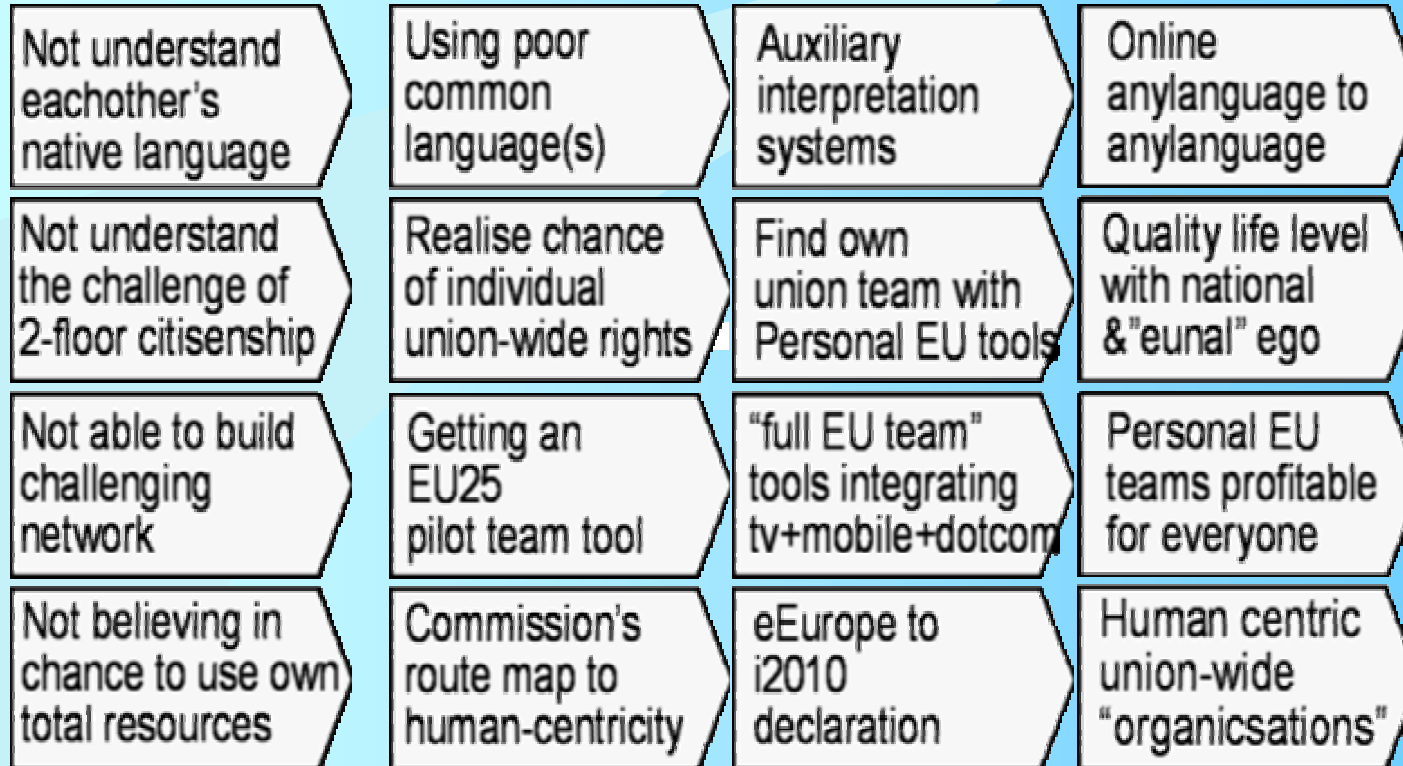 Not understand
eachother's
native language
Using poor
common
language(s)
Auxiliary
interpretation
systems
Online
anylanguage to
anylanguage
Not understand
the challenge of
2-floor citisenship
Realise chance
of individual
union-wide rights
Find own
union team with
Personal EU tools
Quality life level
with national
&"eunal" ego
Not able to build
challenging
network
Getting an
EU25
pilot team tool
"full EU team"
tools integrating
tv+mobile+dotcom
Personal EU
teams profitable
for everyone
Not believing in
chance to use own
total resources
Commission's
route map to
human-centricity
eEurope to
i2010
declaration
Human centric
union-wide
"organicsations"